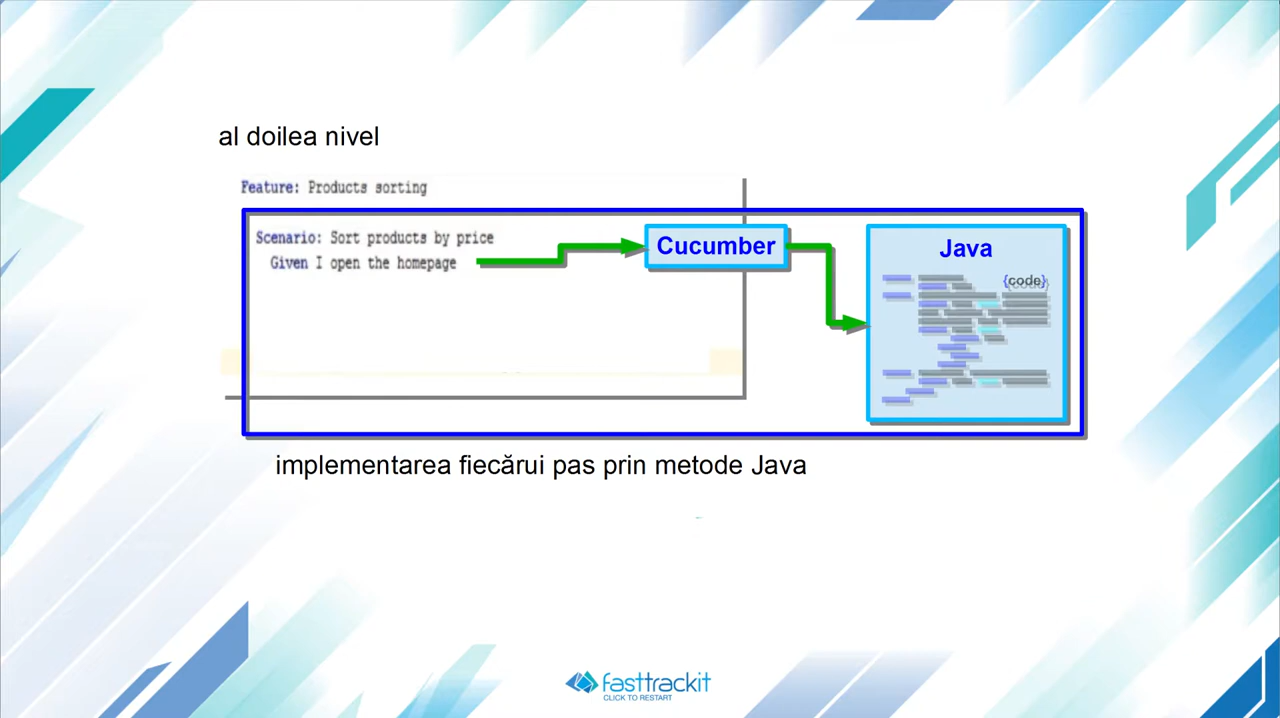 al doilea nivel
Feature: Products sorting
Scenario: Sort products by price
Given I open the homepage
Cucumber
Java
{code}
implementarea fiecărui pas prin metode Java
fasttrackit
CLICK TO RESTART